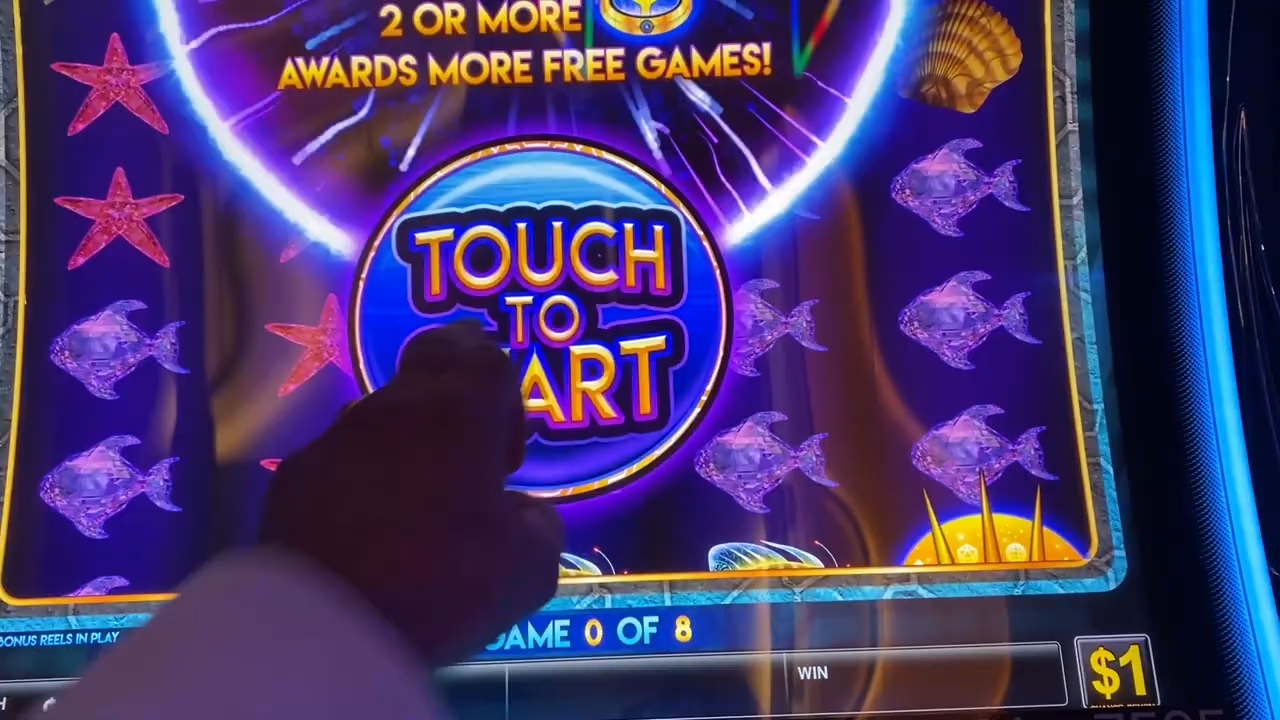 2 OR MORE
AWARDS MORE FREE GAMES!
TOUCH
TO
ART
BONUS REELS IN PLAY
GAME 0 OF 8
WIN
$1